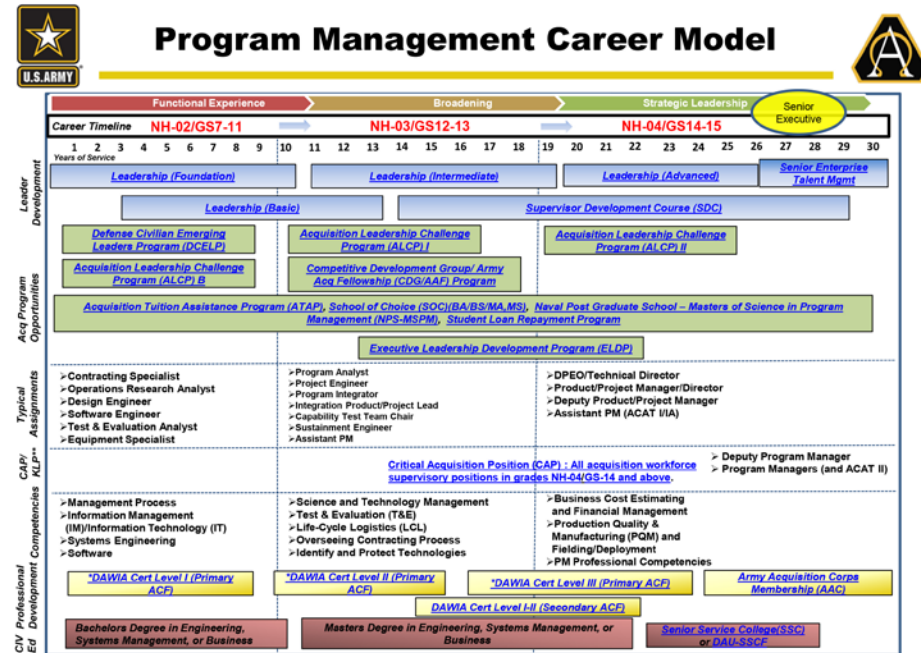 U.S.ARMY
Program Management Career Model
Functional Experience
Broadening
Strategic Leadership
Senior
Executive
Career Timeline
NH-02/GS7-11
NH-03/GS12-13
NH-04/GS14-15
1 2 3 4 5 6 7 8 9 10 11 12 13 14 15 16 17 18 19 20 21 22 23 24 25 26 27 28 29 30
Years of Service
Leader
Development
Leadership (Foundation)
Leadership (Intermediate)
Leadership (Advanced)
Senior Enterprise
Talent Mgmt
Leadership (Basic)
Supervisor Development Course (SDC)
Acq Program
Opportunities
Defense Civilian Emerging
Leaders Program (DCELP)
Acquisition Leadership Challenge
Program (ALCP) I
Acquisition Leadership Challenge
Program (ALCP) II
Acquisition Leadership Challenge
Program (ALCP) B
Competitive Development Group/ Army
Acq Fellowship (CDG/AAF) Program
Acquisition Tuition Assistance Program (ATAP), School of Choice (SOC)(BA/BS/MA,MS), Naval Post Graduate School – Masters of Science in Program
Management (NPS-MSPM), Student Loan Repayment Program
Executive Leadership Development Program (ELDP)
Typical
Assignments
➢Contracting Specialist
➢Operations Research Analyst
➢Design Engineer
➢Software Engineer
➢Test & Evaluation Analyst
➢Equipment Specialist
➢Program Analyst
➢Project Engineer
➢Program Integrator
➢Integration Product/Project Lead
➢Capability Test Team Chair
➢Sustainment Engineer
➢Assistant PM
➢DPEO/Technical Director
➢Product/Project Manager/Director
➢Deputy Product/Project Manager
➢Assistant PM (ACAT I/IA)
CAP/
KLP**
Critical Acquisition Position (CAP) : All acquisition workforce
supervisory positions in grades NH-04/GS-14 and above.
➢Deputy Program Manager
➢Program Managers (and ACAT II)
Competencies
➢Management Process
➢Information Management
(IM)/Information Technology (IT)
➢Systems Engineering
➢Software
➢Science and Technology Management
➢Test & Evaluation (T&E)
➢Life-Cycle Logistics (LCL)
➢Overseeing Contracting Process
➢Identify and Protect Technologies
➢Business Cost Estimating
and Financial Management
➢Production Quality &
Manufacturing (PQM) and
Fielding/Deployment
➢PM Professional Competencies
Professional
Development
*DAWIA Cert Level I (Primary
ACF)
*DAWIA Cert Level II (Primary
ACF)
*DAWIA Cert Level III (Primary
ACF)
Army Acquisition Corps
Membership (AAC)
DAWIA Cert Level I-II (Secondary ACF)
CIV
Ed
Bachelors Degree in Engineering,
Systems Management, or Business
Masters Degree in Engineering, Systems Management, or
Business
Senior Service College(SSC)
or DAU-SSCF